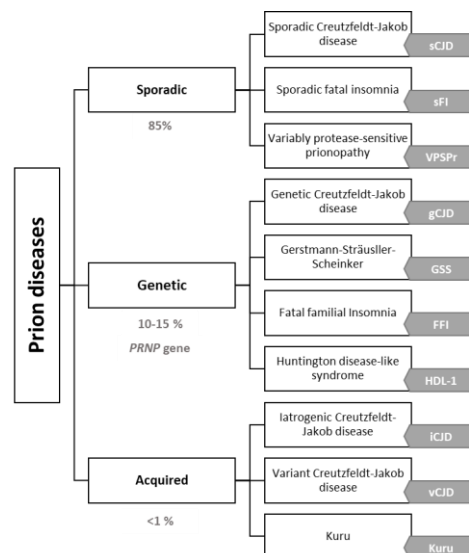 Prion diseases
Sporadic
85%
Sporadic Creutzfeldt-Jakob
disease
sCJD
Sporadic fatal insomnia
sFI
Variably protease-sensitive
prionopathy
VPSPr
Genetic
10-15 %
PRNP gene
Genetic Creutzfeldt-Jakob
disease
gCJD
Gerstmann-Sträusller-
Scheinker
GSS
Fatal familial Insomnia
FFI
Huntington disease-like
syndrome
HDL-1
Acquired
<1 %
Iatrogenic Creutzfeldt-
Jakob disease
iCJD
Variant Creutzfeldt-Jakob
disease
vCJD
Kuru
Kuru